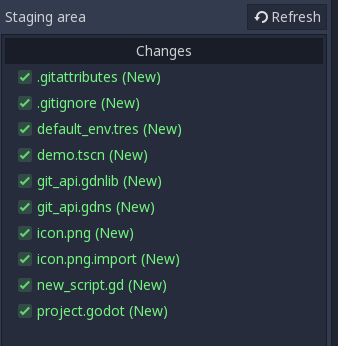 Staging area
Refresh
Changes
.gitattributes (New)
.gitignore (New)
default_env.tres (New)
demo.tscn (New)
git_api.gdnlib (New)
git_api.gdns (New)
icon.png (New)
icon.png.import (New)
new_script.gd (New)
project.godot (New)